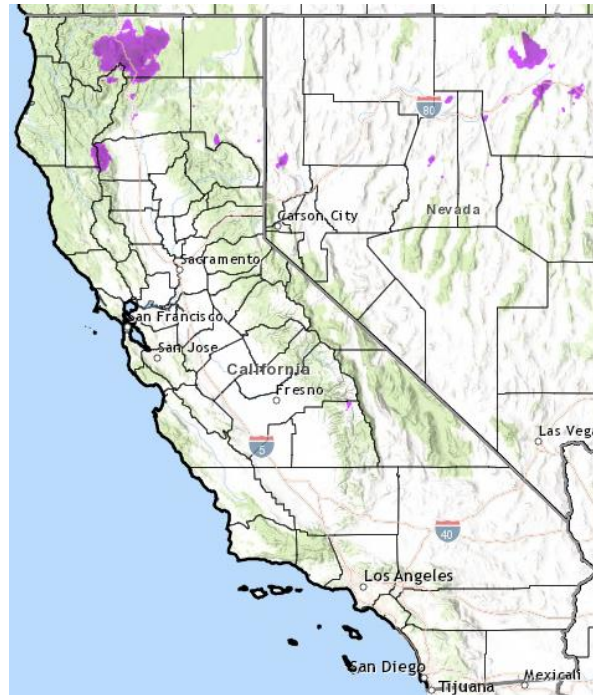 80
Carson City
Nevada
Sacramento
San Francisco
San Jose
California
Fresno
5
Las Vega
40
Los Angeles
San Diego
Tijuana
Mexicali